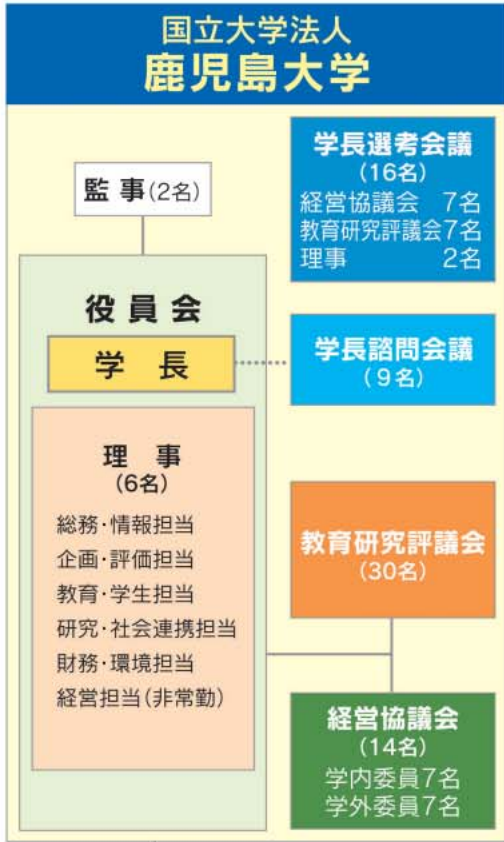 国立大学法人
鹿児島大学
監事(2名)
役員会
学長
理事
(6名)
総務・情報担当
企画・評価担当
教育・学生担当
研究・社会連携担当
財務・環境担当
経営担当(非常勤)
学長選考会議
(16名)
経営協議会 7名
教育研究評議会7名
理事 2名
学長諮問会議
(9名)
教育研究評議会
(30名)
経営協議会
(14名)
学内委員7名
学外委員7名